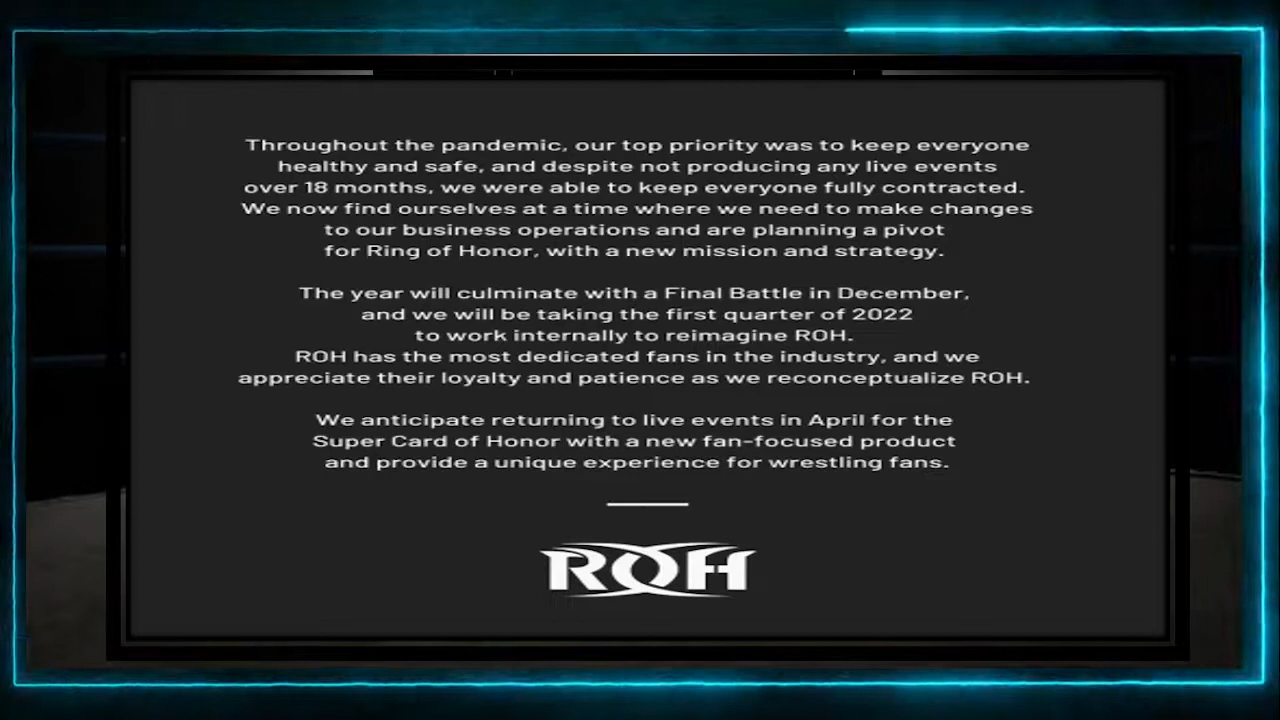 Throughout the pandemic, our top priority was to keep everyone
healthy and safe, and despite not producing any live events
over 18 months, we were able to keep everyone fully contracted.
We now find ourselves at a time where we need to make changes
to our business operations and are planning a pivot
for Ring of Honor, with a new mission and strategy.
The year will culminate with a Final Battle in December,
and we will be taking the first quarter of 2022
to work internally to reimagine ROH.
ROH has the most dedicated fans in the industry, and we
appreciate their loyalty and patience as we reconceptualize ROH.
We anticipate returning to live events in April for the
Super Card of Honor with a new fan-focused product
and provide a unique experience for wrestling fans.
ROH